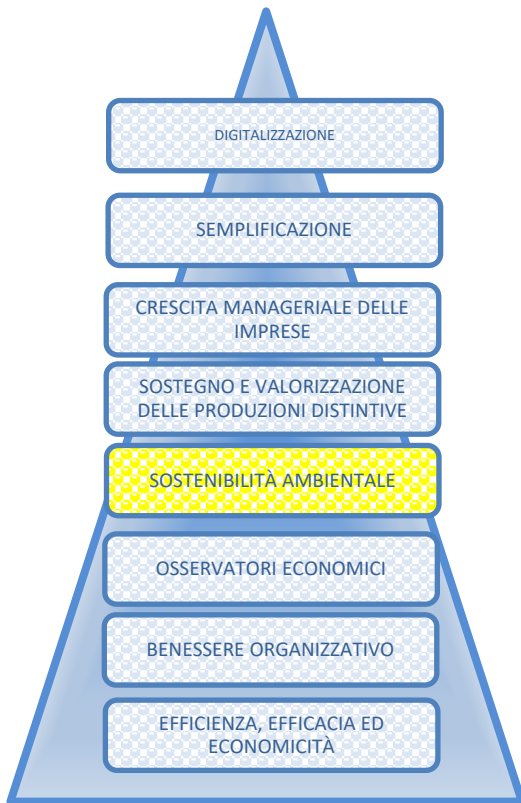 DIGITALIZZAZIONE
SEMPLIFICAZIONE
CRESCITA MANAGERIALE DELLE
IMPRESE
SOSTEGNO E VALORIZZAZIONE
DELLE PRODUZIONI DISTINTIVE
SOSTENIBILITÀ AMBIENTALE
OSSERVATORI ECONOMICI
BENESSERE ORGANIZZATIVO
EFFICIENZA, EFFICACIA ED
ECONOMICITÀ